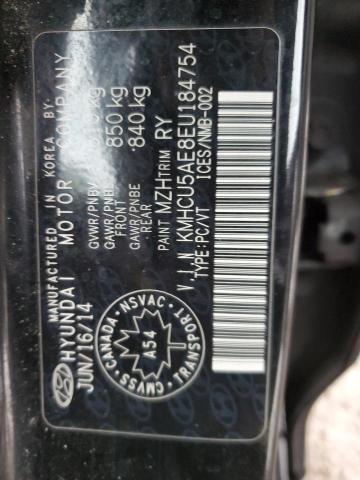 MANUFACTURED IN KOREA BY:
HYUNDAI MOTOR COMPANY
JUN/16/14
GVWR/PNBV kg
GAWR/PNBE FRONT 850 kg
GAWR/PNBE REAR 840 kg
PAINT MZH TRIM RY
V I N KMHCU5AE8EU184754
TYPE:PC/VT ICES/NMB-002
CANADA NSVAC TRANSPORT CMVSS
A54